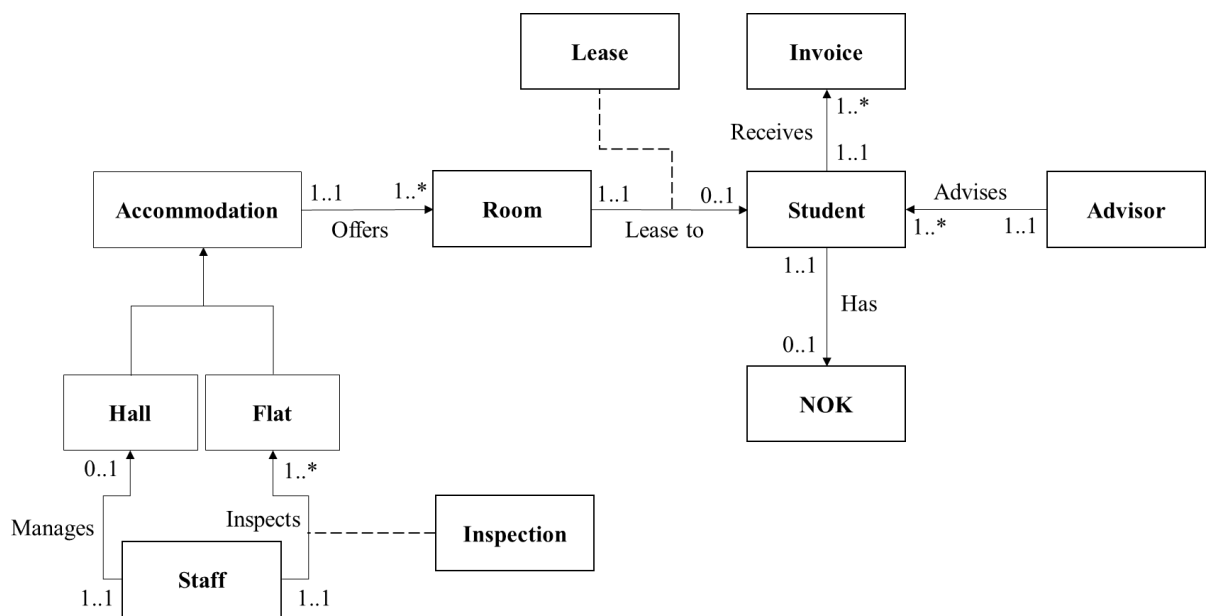 Lease
Invoice
1..*
Receives
1..1
Accommodation
1..1
1..*
Offers
Room
1..1
0..1
Lease to
Student
Advises
1..*
1..1
Advisor
1..1
Has
0..1
NOK
Hall
Flat
0..1
1..*
Manages
Inspects
Inspection
Staff
1..1
1..1